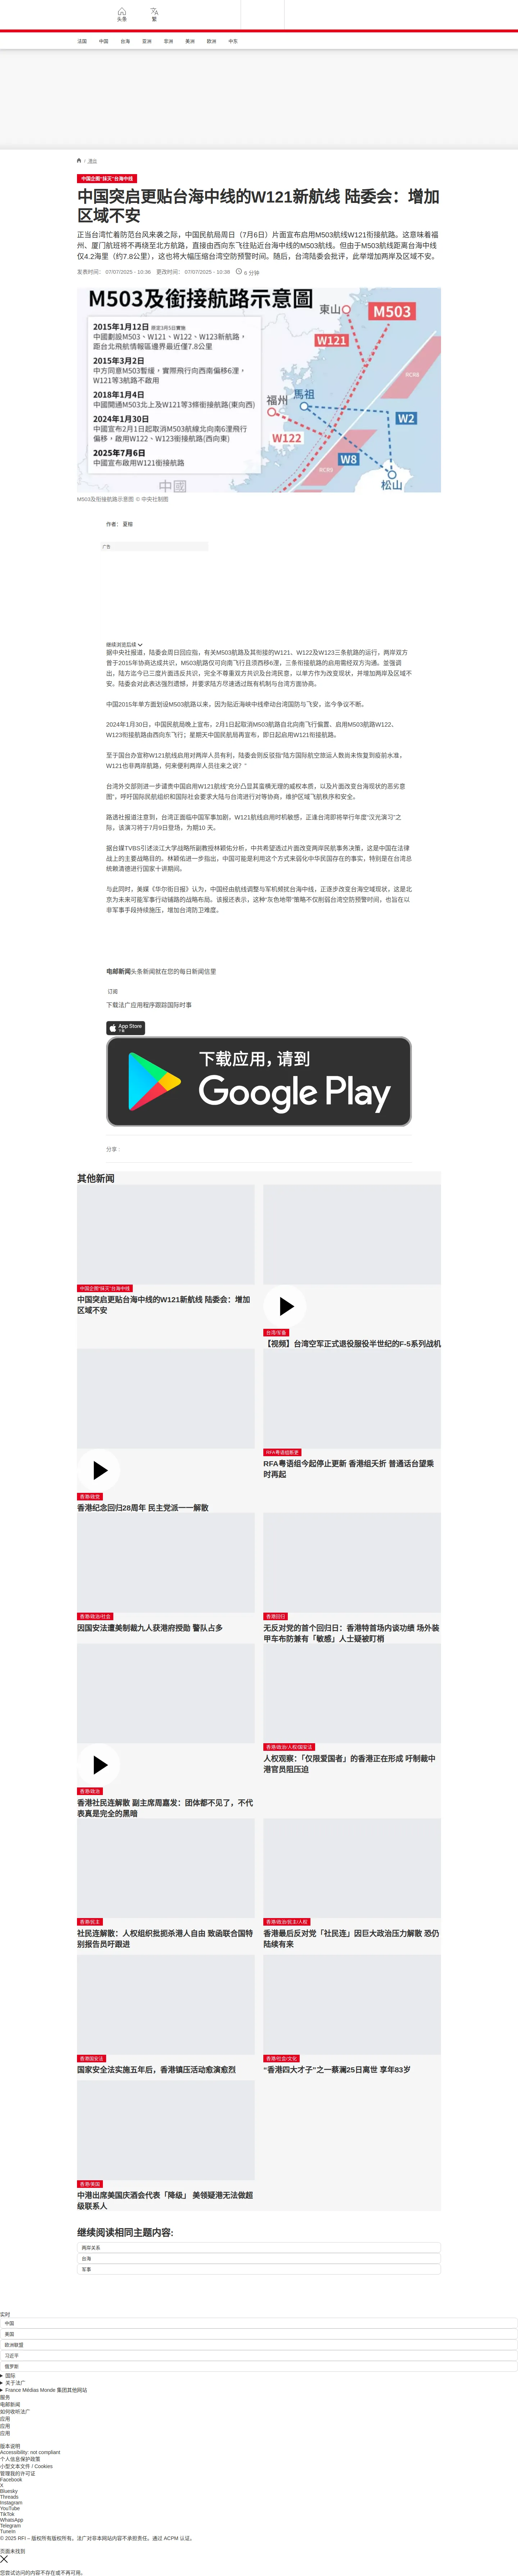 头条
繁
法国
中国
台海
亚洲
非洲
美洲
欧洲
中东
/ 港台
中国企图“抹灭”台海中线
中国突启更贴台海中线的W121新航线 陆委会：增加
区域不安
正当台湾忙着防范台风来袭之际，中国民航局周日（7月6日）片面宣布启用M503航线W121衔接航路。这意味着福
州、厦门航班将不再绕至北方航路，直接由西向东飞往贴近台海中线的M503航线。但由于M503航线距离台海中线
仅4.2海里（约7.8公里），这也将大幅压缩台湾空防预警时间。随后，台湾陆委会批评，此举增加两岸及区域不安。
发表时间： 07/07/2025 - 10:36 更改时间： 07/07/2025 - 10:38 6 分钟
M503及銜接航路示意圖
2015年1月12日 原定3月5日實施
中國劃設M503、W121、W122、W123新航路，
距台北飛航情報區邊界最近僅7.8公里
2015年3月2日
中方同意M503暫緩，實際飛行向西南偏移6浬，
W121等3航路不啟用
2018年1月4日
中國開通M503北上及W121等3條銜接航路(東向西)
2024年1月30日
中國宣布2月1日起取消M503航線北向南6浬飛行
偏移，啟用W122、W123銜接航路(西向東)
2025年7月6日
中國宣布啟用W121銜接航路
中國
東山
M503
W121
RCR8
福州
馬祖
W122
W2
W8
RCR9
松山
M503及衔接航路示意图 © 中央社制图
作者： 夏榕
广告
继续浏览后续
据中央社报道，陆委会周日回应指，有关M503航路及其衔接的W121、W122及W123三条航路的运行，两岸双方
曾于2015年协商达成共识，M503航路仅可向南飞行且须西移6浬，三条衔接航路的启用需经双方沟通。並强调
出，陆方迄今已三度片面违反共识，完全不尊重双方共识及台湾民意，以单方作为改变现状，并增加两岸及区域不
安。陆委会对此表达强烈遗憾，并要求陆方尽速透过既有机制与台湾方面协商。
中国2015年单方面划设M503航路以来，因为贴近海峡中线牵动台湾国防与飞安，迄今争议不断。
2024年1月30日，中国民航局晚上宣布，2月1日起取消M503航路自北向南飞行偏置、启用M503航路W122、
W123衔接航路由西向东飞行；星期天中国民航局再宣布，即日起启用W121衔接航路。
至于国台办宣称W121航线启用对两岸人员有利，陆委会则反驳指“陆方国际航空旅运人数尚未恢复到疫前水准，
W121也非两岸航路，何来便利两岸人员往来之说？ ”
台湾外交部则进一步谴责中国启用W121航线“充分凸显其蛮横无理的威权本质，以及片面改变台海现状的恶劣意
图”，呼吁国际民航组织和国际社会要求大陆与台湾进行对等协商，维护区域飞航秩序和安全。
路透社报道注意到，台湾正面临中国军事加剧，W121航线启用时机敏感，正逢台湾即将举行年度“汉光演习”之
际，该演习将于7月9日登场，为期10 天。
据台媒TVBS引述淡江大学战略所副教授林颖佑分析，中共希望透过片面改变两岸民航事务决策，这是中国在法律
战上的主要战略目的。林颖佑进一步指出，中国可能是利用这个方式来弱化中华民国存在的事实，特别是在台湾总
统赖清德进行国家十讲期间。
与此同时，美媒《华尔街日报》认为，中国经由航线调整与军机频扰台海中线，正逐步改变台海空域现状，这是北
京为未来可能军事行动铺路的战略布局。该报还表示，这种“灰色地带”策略不仅削弱台湾空防预警时间，也旨在以
非军事手段持续施压，增加台湾防卫难度。
电邮新闻头条新闻就在您的每日新闻信里
订阅
下载法广应用程序跟踪国际时事
App Store
下载
下载应用，请到
Google Play
分享 :
其他新闻
中国企图“抹灭”台海中线
中国突启更贴台海中线的W121新航线 陆委会：增加
区域不安
台湾/军备
【视频】台湾空军正式退役服役半世纪的F-5系列战机
香港/政党
香港纪念回归28周年 民主党派一一解散
RFA粤语组断更
RFA粤语组今起停止更新 香港组夭折 普通话台望乘
时再起
香港/政治/社会
因国安法遭美制裁九人获港府授勋 警队占多
香港回归
无反对党的首个回归日：香港特首场内谈功绩 场外装
甲车布防兼有「敏感」人士疑被盯梢
香港/政治
香港社民连解散 副主席周嘉发：团体都不见了，不代
表真是完全的黑暗
香港/政治/人权/国安法
人权观察：「仅限爱国者」的香港正在形成 吁制裁中
港官员阻压迫
香港/民主
社民连解散：人权组织批扼杀港人自由 致函联合国特
别报告员吁跟进
香港/政治/民主/人权
香港最后反对党「社民连」因巨大政治压力解散 恐仍
陆续有来
香港国安法
国家安全法实施五年后，香港镇压活动愈演愈烈
香港/社会/文化
“香港四大才子”之一蔡澜25日离世 享年83岁
香港/美国
中港出席美国庆酒会代表「降级」 美领疑港无法做超
级联系人
继续阅读相同主题内容:
两岸关系
台海
军事
实时
中国
美国
欧洲联盟
习近平
俄罗斯
国际
关于法广
France Médias Monde 集团其他网站
服务
电邮新闻
如何收听法广
应用
应用
应用
版本说明
Accessibility: not compliant
个人信息保护政策
小型文本文件 / Cookies
管理我的许可证
Facebook
X
Bluesky
Threads
Instagram
YouTube
TikTok
WhatsApp
Telegram
TuneIn
© 2025 RFI – 版权所有版权所有。法广对非本网站内容不承担责任。通过 ACPM 认证。
页面未找到
您尝试访问的内容不存在或不再可用。